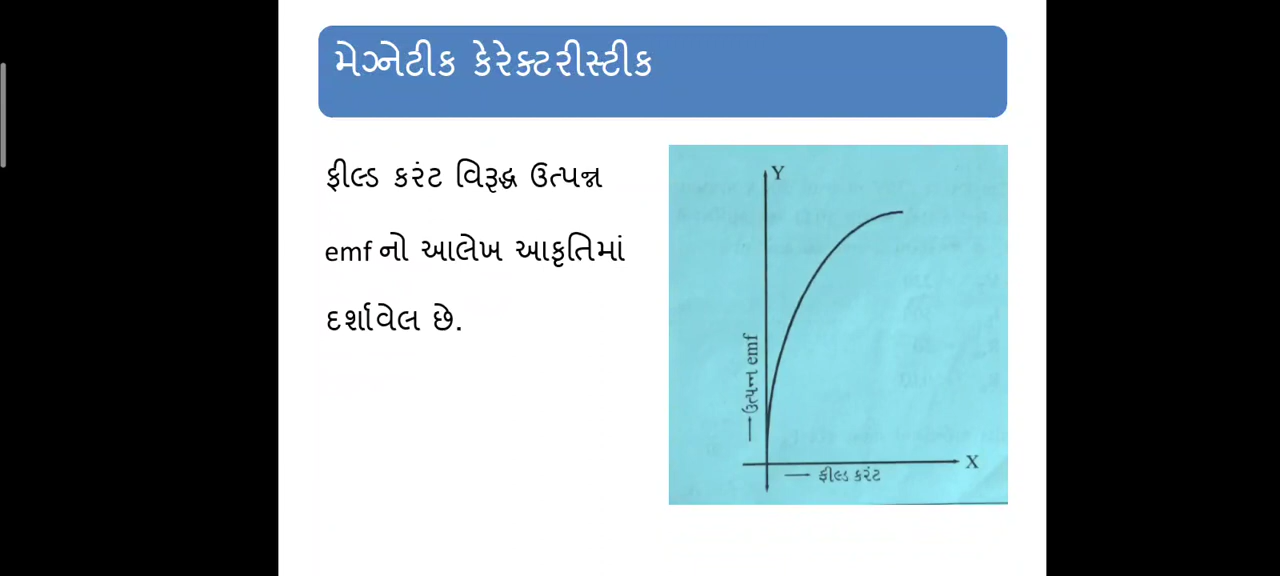 મેગ્નેટીક કેરેક્ટરીસ્ટીક
ફીલ્ડ કરંટ વિરૂદ્ધ ઉત્પન્ન
emf નો આલેખ આકૃતિમાં
દર્શાવેલ છે.
Y
ઉત્પન્ન emf
X
ફીલ્ડ કરંટ